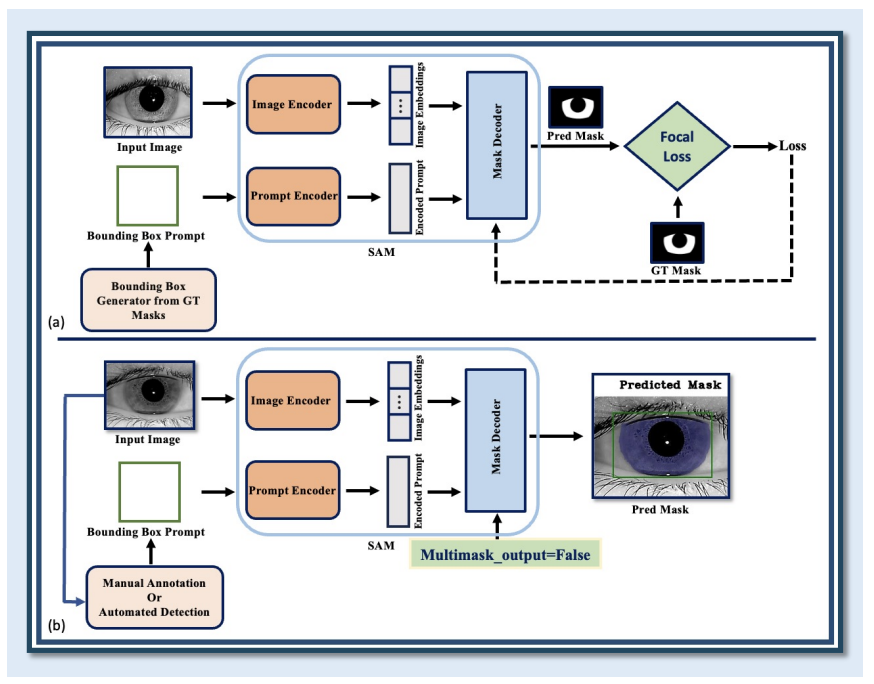 Input Image
Bounding Box Prompt
Bounding Box
Generator from GT
Masks
(a)
Image Encoder
Prompt Encoder
Image Embeddings
Encoded Prompt
Mask Decoder
SAM
Pred Mask
Focal
Loss
Loss
GT Mask
Input Image
Bounding Box Prompt
Manual Annotation
Or
Automated Detection
(b)
Image Encoder
Prompt Encoder
Image Embeddings
Encoded Prompt
Mask Decoder
SAM
Multimask_output=False
Predicted Mask
Pred Mask